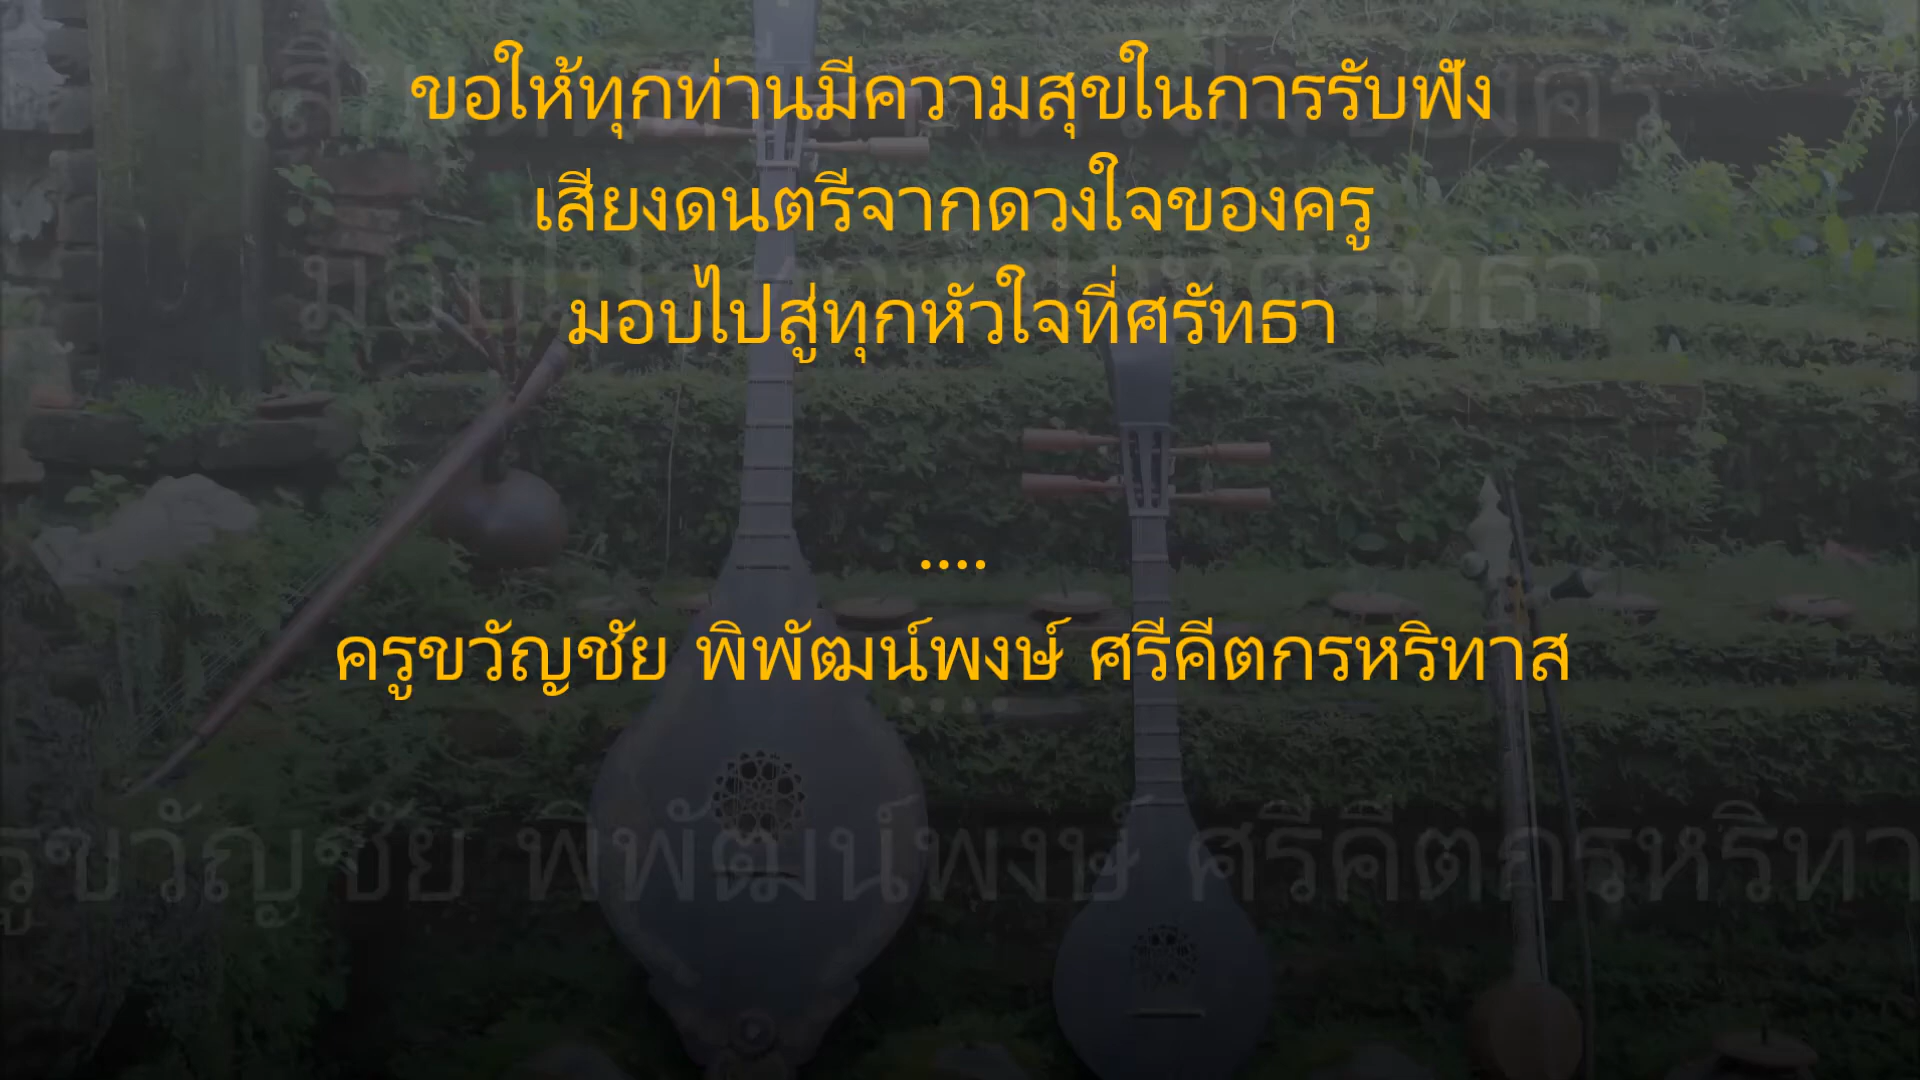 ขอให้ทุกท่านมีความสุขในการรับฟัง
เสียงดนตรีจากดวงใจของครู
มอบไปสู่ทุกหัวใจที่ศรัทธา
....
ครูขวัญชัย พิพัฒน์พงษ์ ศรีคีตกรหริทาส